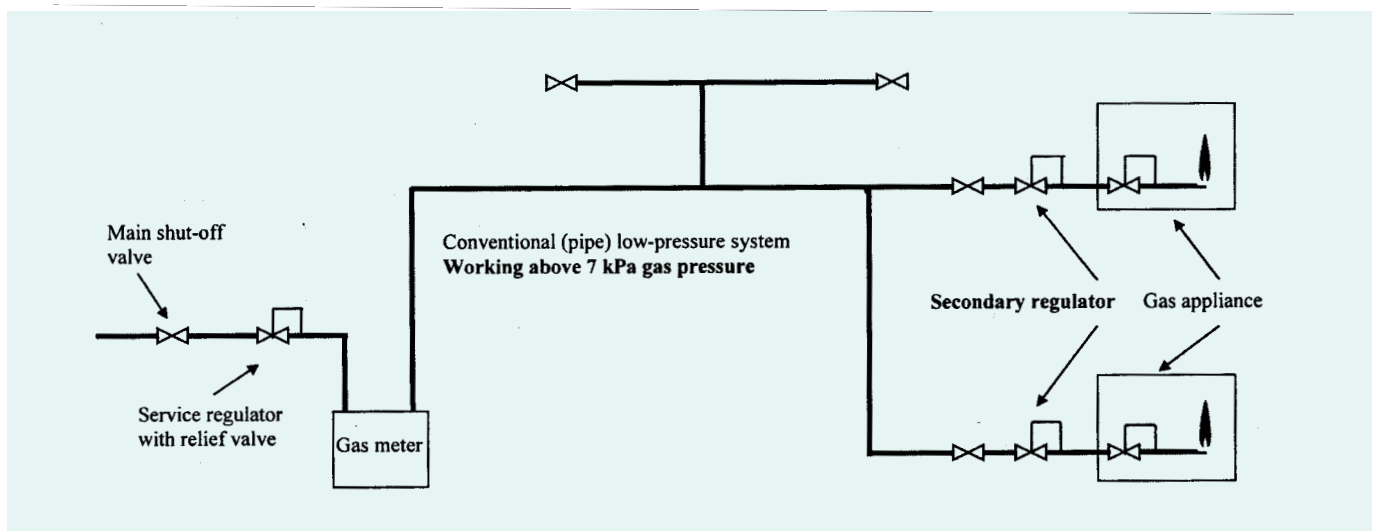 Main shut-off
valve
Conventional (pipe) low-pressure system
Working above 7 kPa gas pressure
Secondary regulator
Gas appliance
Service regulator
with relief valve
Gas meter